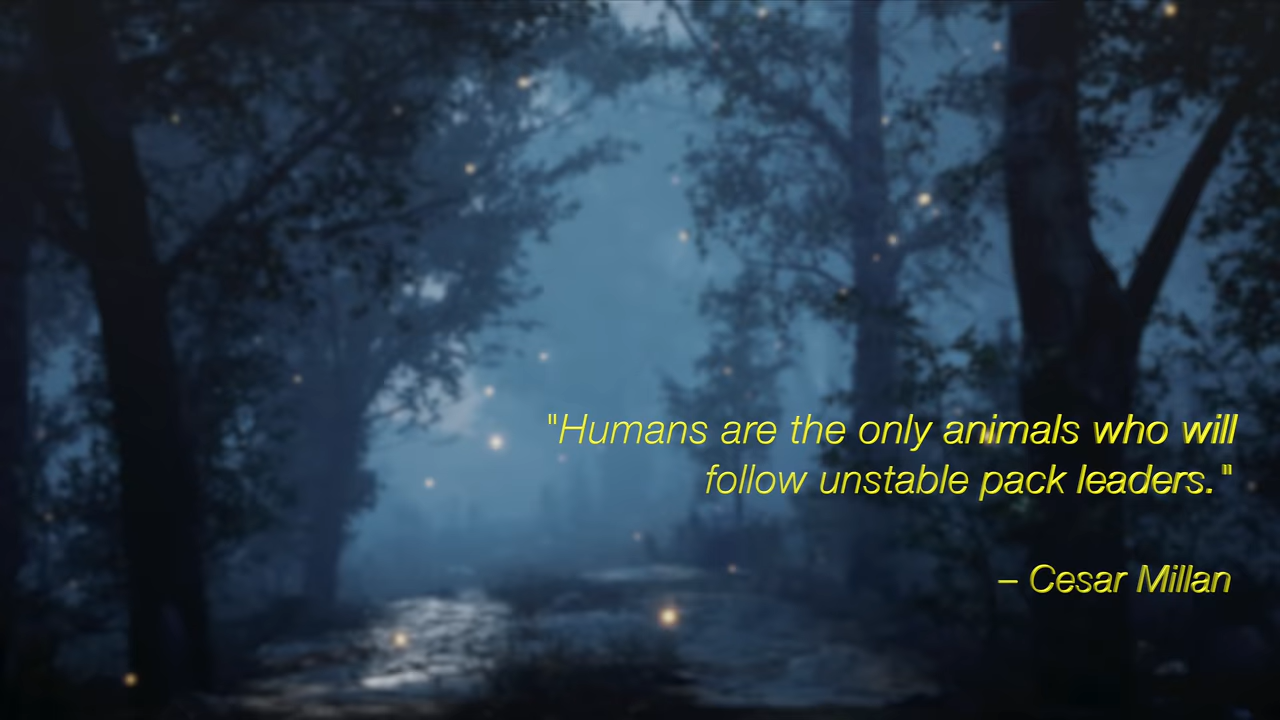 "Humans are the only animals who will
follow unstable pack leaders."
– Cesar Millan